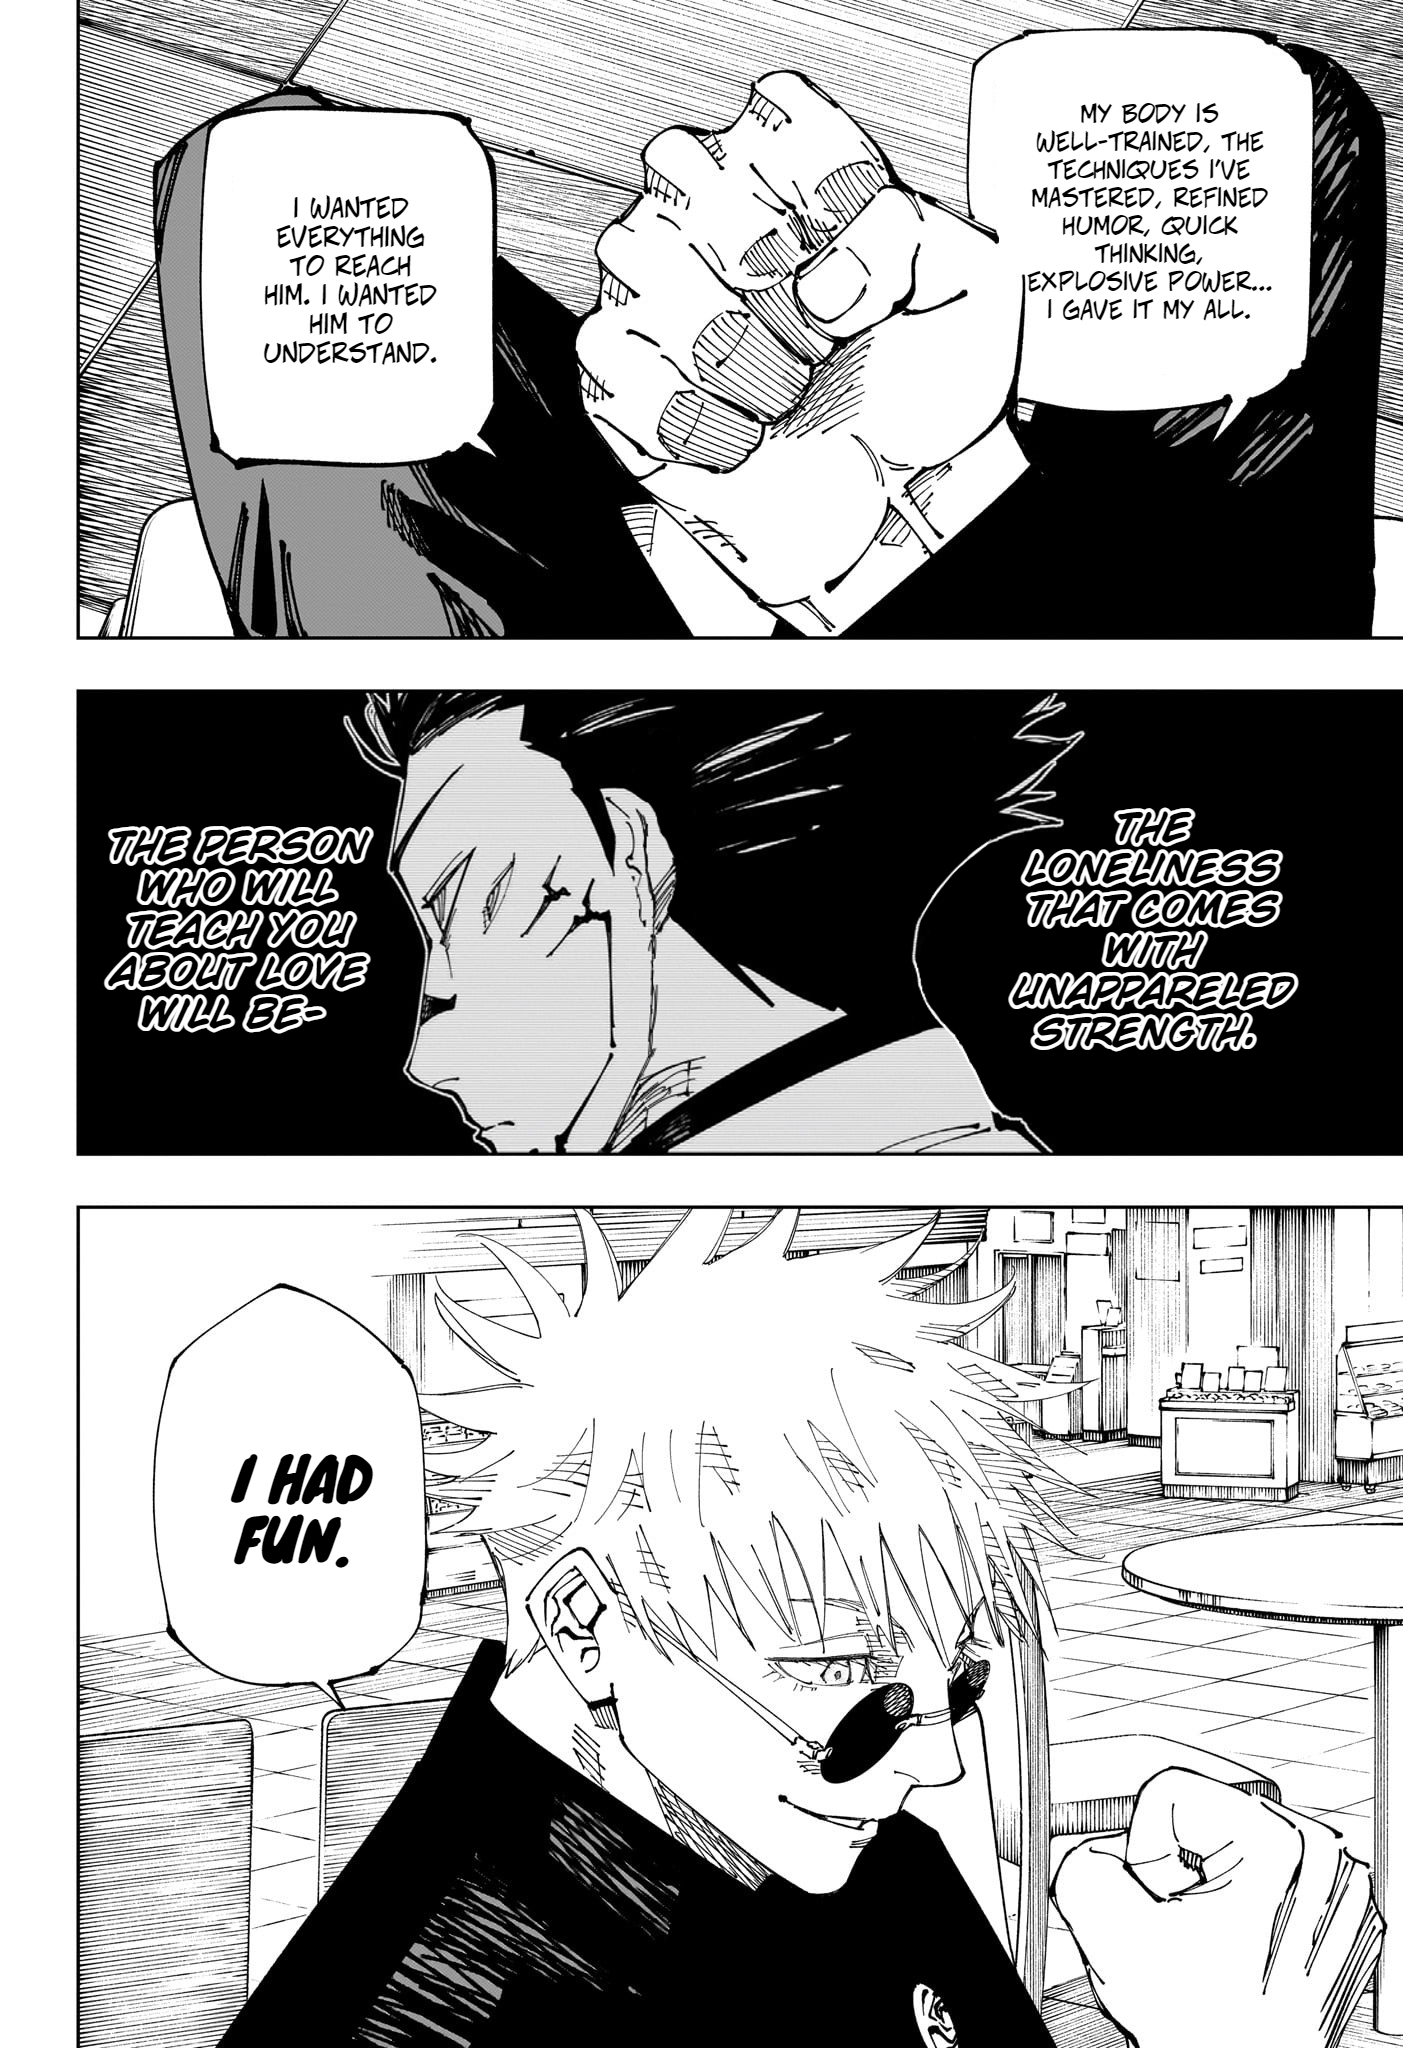 MY BODY IS
WELL-TRAINED, THE
TECHNIQUES I'VE
MASTERED, REFINED
HUMOR, QUICK
THINKING,
EXPLOSIVE POWER...
I GAVE IT MY ALL.
I WANTED
EVERYTHING
TO REACH
HIM. I WANTED
HIM TO
UNDERSTAND.
THE
LONELINESS
THAT COMES
WITH
UNAPPARELED
STRENGTH.
THE PERSON
WHO WILL
TEACH YOU
ABOUT LOVE
WILL BE-
I HAD
FUN.